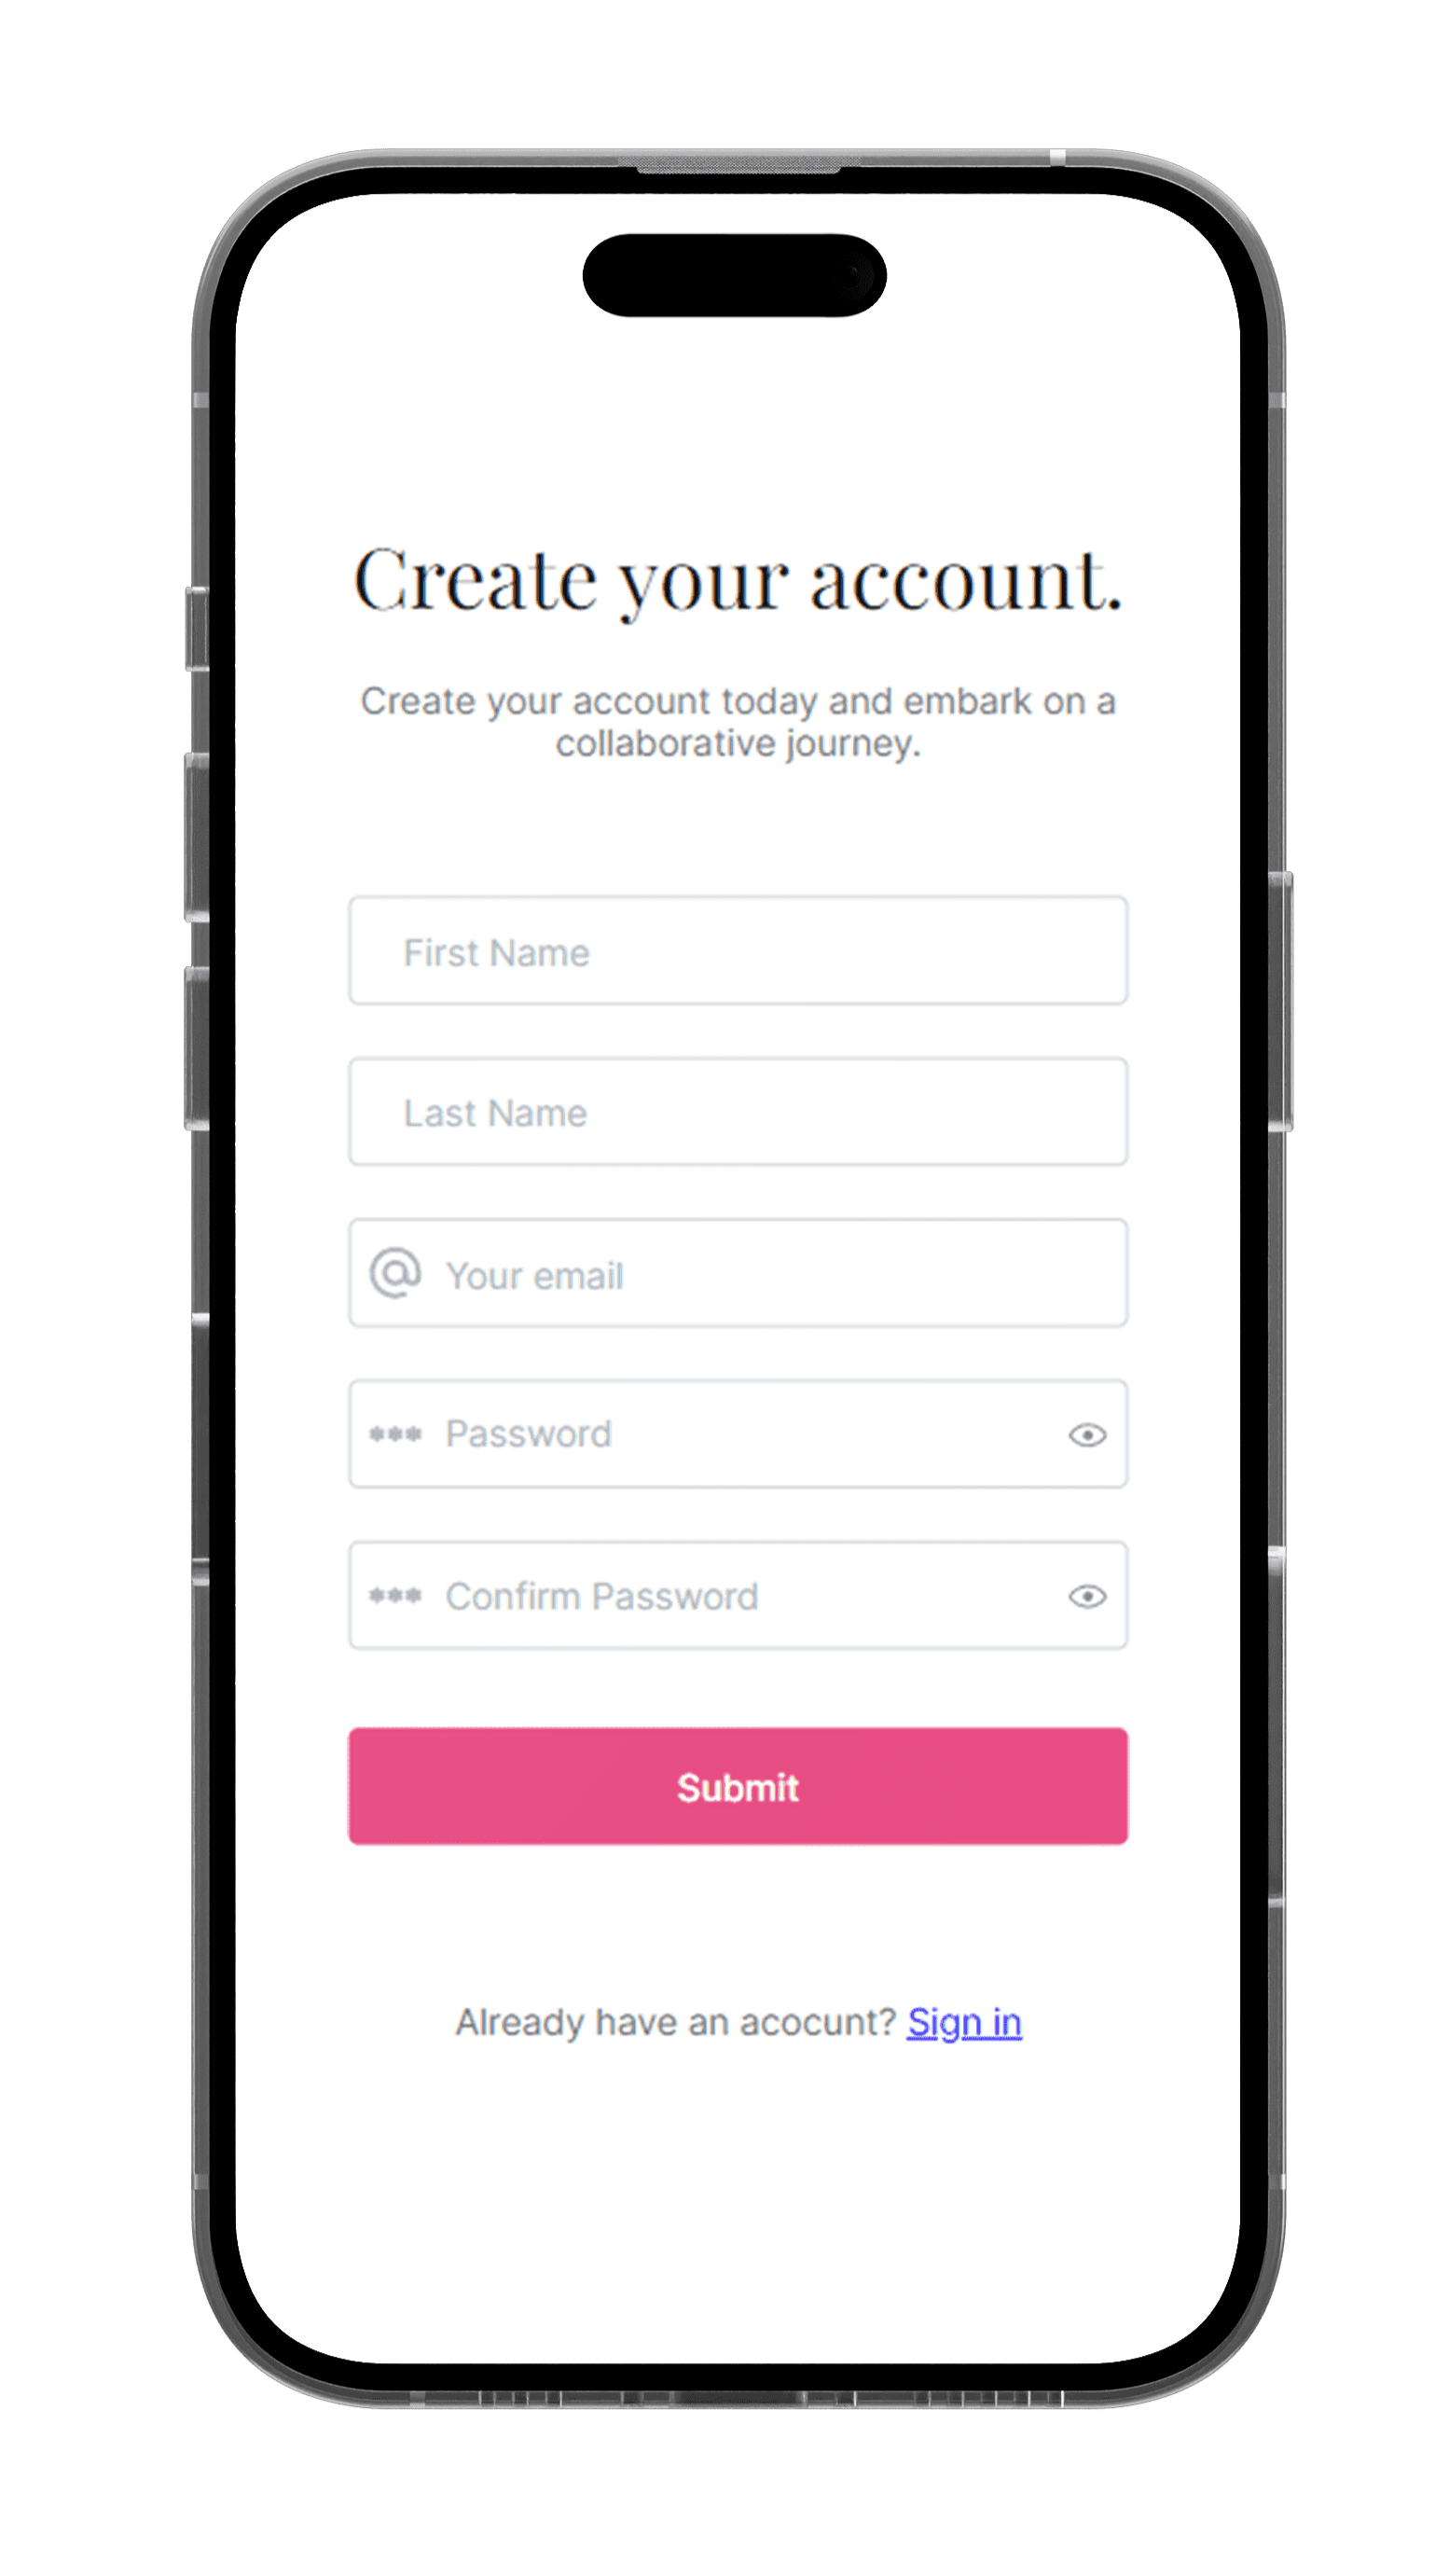 Create your account.
Create your account today and embark on a
collaborative journey.
First Name
Last Name
@ Your email
*** Password
*** Confirm Password
Submit
Already have an acocunt? Sign in